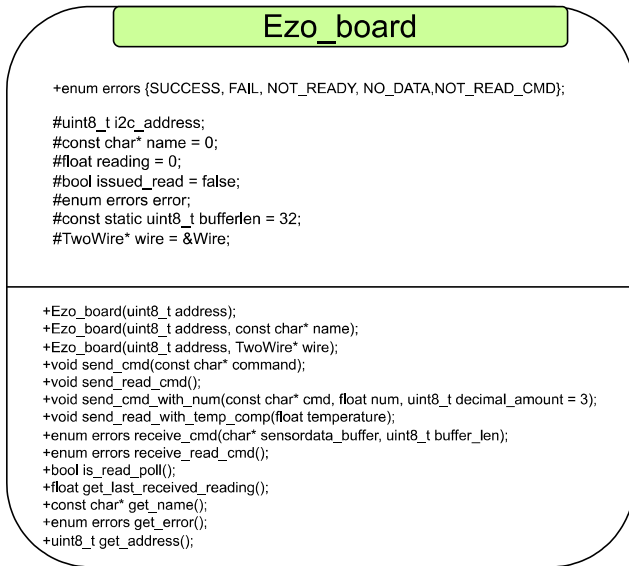 Ezo_board
+enum errors {SUCCESS, FAIL, NOT_READY, NO_DATA,NOT_READ_CMD};
#uint8_t i2c_address;
#const char* name = 0;
#float reading = 0;
#bool issued_read = false;
#enum errors error;
#const static uint8_t bufferlen = 32;
#TwoWire* wire = &Wire;
+Ezo_board(uint8_t address);
+Ezo_board(uint8_t address, const char* name);
+Ezo_board(uint8_t address, TwoWire* wire);
+void send_cmd(const char* command);
+void send_read_cmd();
+void send_cmd_with_num(const char* cmd, float num, uint8_t decimal_amount = 3);
+void send_read_with_temp_comp(float temperature);
+enum errors receive_cmd(char* sensordata_buffer, uint8_t buffer_len);
+enum errors receive_read_cmd();
+bool is_read_poll();
+float get_last_received_reading();
+const char* get_name();
+enum errors get_error();
+uint8_t get_address();